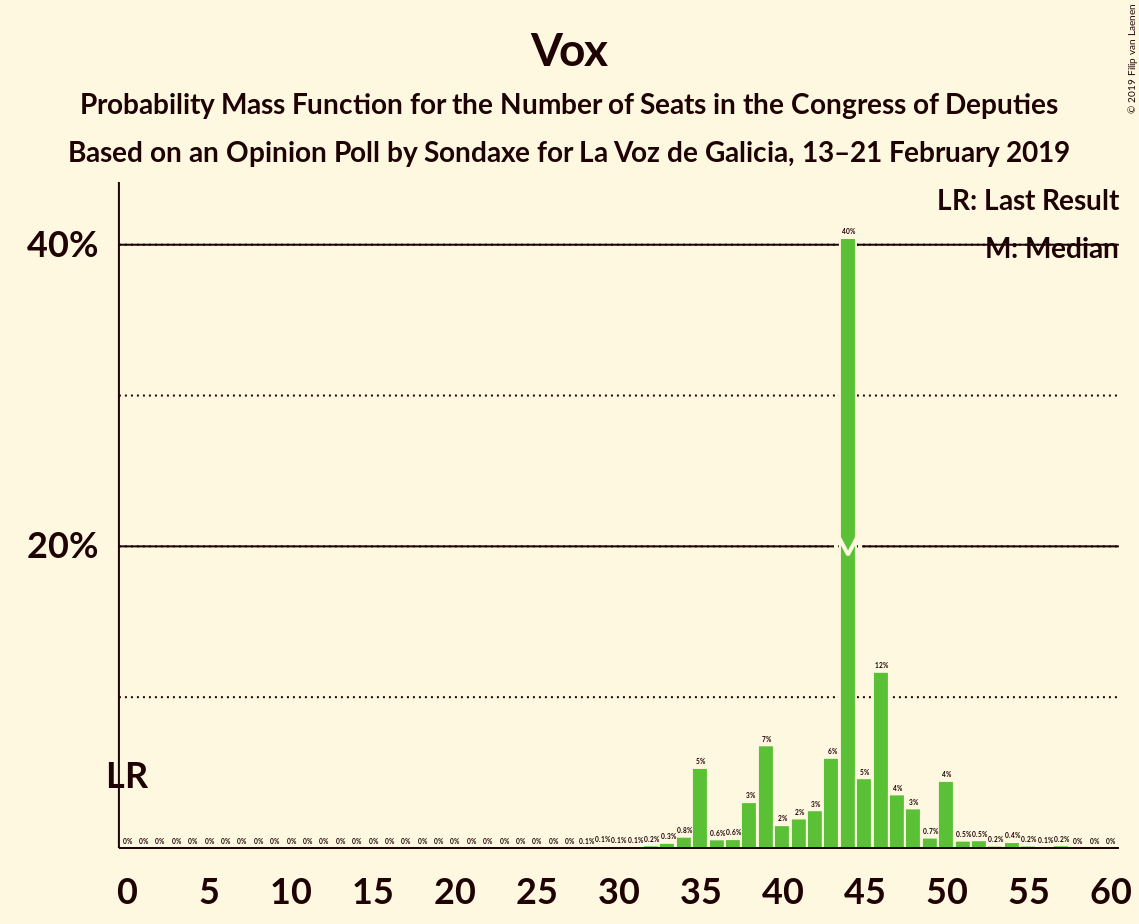 Vox
Probability Mass Function for the Number of Seats in the Congress of Deputies
Based on an Opinion Poll by Sondaxe for La Voz de Galicia, 13–21 February 2019
© 2019 Filip van Laenen
LR: Last Result
M: Median
40%
20%
LR
0% 0% 0% 0% 0% 0% 0% 0% 0% 0% 0% 0% 0% 0% 0% 0% 0% 0% 0% 0% 0% 0% 0% 0% 0% 0% 0% 0% 0.1% 0.1% 0.1% 0.1% 0.2% 0.3% 0.8% 5% 0.6% 0.6% 3% 7% 2% 2% 3% 6% 40% 5% 12% 4% 3% 0.7% 4% 0.5% 0.5% 0.2% 0.4% 0.2% 0.1% 0.2% 0% 0% 0%
0 5 10 15 20 25 30 35 40 45 50 55 60